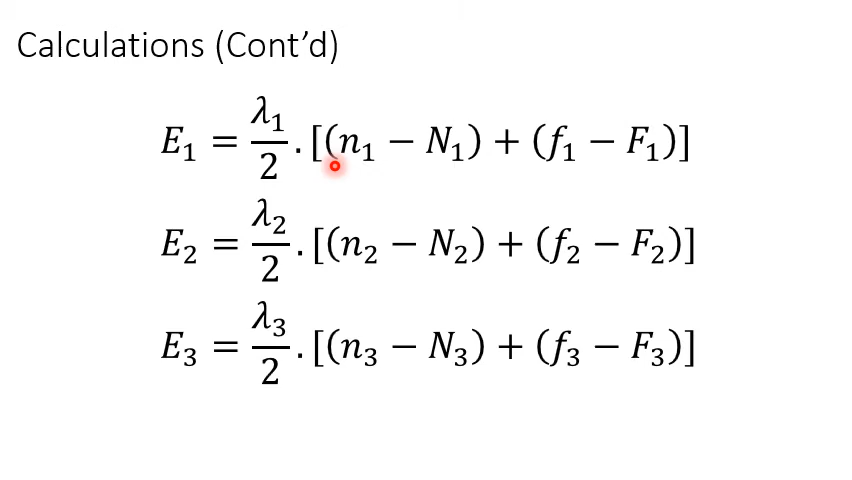 Calculations (Cont’d)
E₁ = λ₁/2 . [(n₁ − N₁) + (f₁ − F₁)]
E₂ = λ₂/2 . [(n₂ − N₂) + (f₂ − F₂)]
E₃ = λ₃/2 . [(n₃ − N₃) + (f₃ − F₃)]